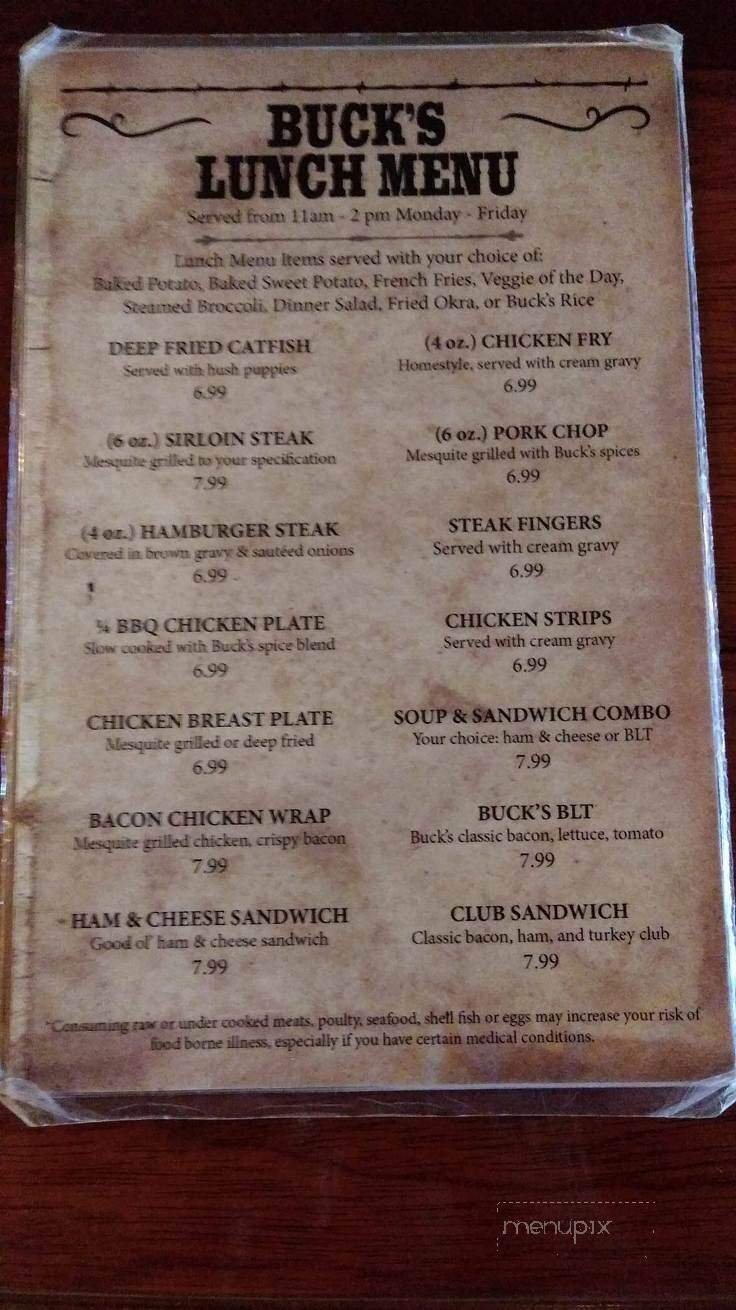 BUCK'S
LUNCH MENU
Served from 11am - 2 pm Monday - Friday
Lunch Menu Items served with your choice of:
Baked Potato, Baked Sweet Potato, French Fries, Veggie of the Day,
Steamed Broccoli, Dinner Salad, Fried Okra, or Buck's Rice
DEEP FRIED CATFISH
Served with hush puppies
6.99
(6 oz.) SIRLOIN STEAK
Mesquite grilled to your specification
7.99
(4 oz.) HAMBURGER STEAK
Covered in brown gravy & sautéed onions
6.99
¼ BBQ CHICKEN PLATE
Slow cooked with Buck's spice blend
6.99
CHICKEN BREAST PLATE
Mesquite grilled or deep fried
6.99
BACON CHICKEN WRAP
Mesquite grilled chicken, crispy bacon
7.99
HAM & CHEESE SANDWICH
Good ol' ham & cheese sandwich
7.99
(4 oz.) CHICKEN FRY
Homestyle, served with cream gravy
6.99
(6 oz.) PORK CHOP
Mesquite grilled with Buck's spices
6.99
STEAK FINGERS
Served with cream gravy
6.99
CHICKEN STRIPS
Served with cream gravy
6.99
SOUP & SANDWICH COMBO
Your choice: ham & cheese or BLT
7.99
BUCK'S BLT
Buck's classic bacon, lettuce, tomato
7.99
CLUB SANDWICH
Classic bacon, ham, and turkey club
7.99
*Consuming raw or under cooked meats, poulty, seafood, shell fish or eggs may increase your risk of
food borne illness, especially if you have certain medical conditions.
menupix